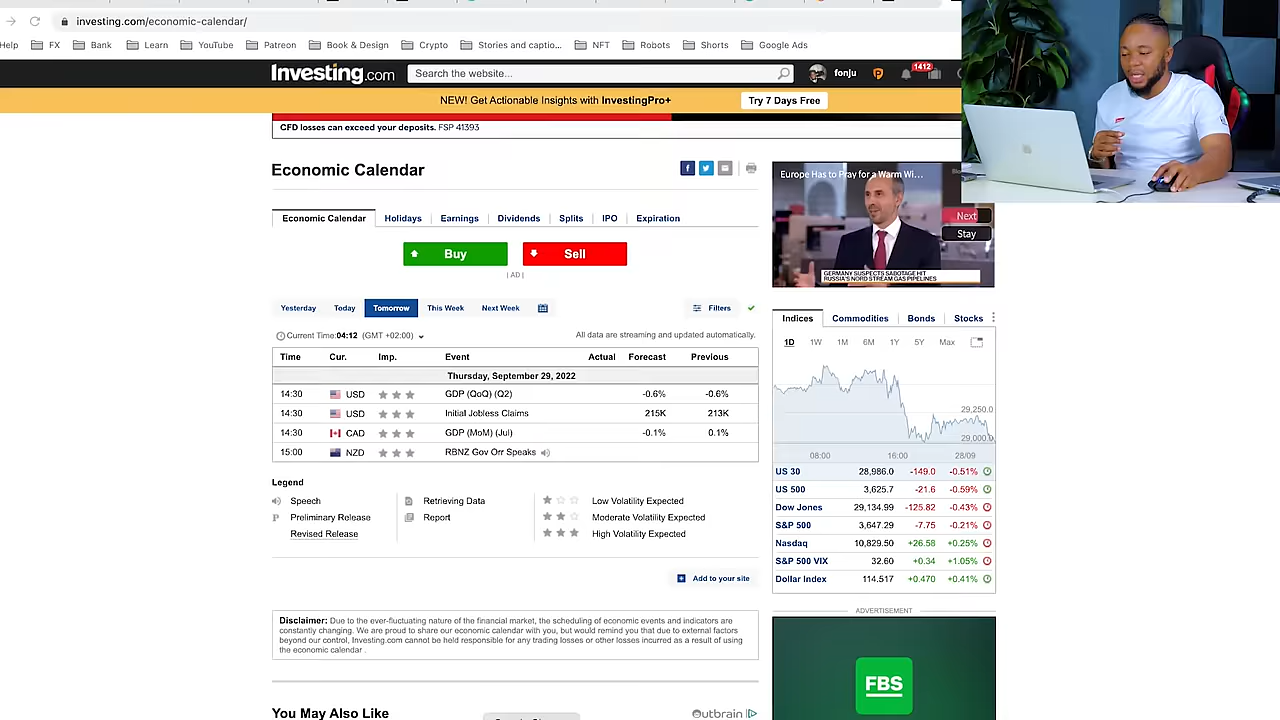 investing.com/economic-calendar/
Help FX Bank Learn YouTube Patreon Book & Design Crypto Stories and captio... NFT Robots Shorts Google Ads
Investing.com Search the website... fonju 1412
NEW! Get Actionable Insights with InvestingPro+ Try 7 Days Free
CFD losses can exceed your deposits. FSP 41393
Economic Calendar
Economic Calendar Holidays Earnings Dividends Splits IPO Expiration
Buy Sell
[ AD ]
Yesterday Today Tomorrow This Week Next Week Filters
Current Time:04:12 (GMT +02:00) All data are streaming and updated automatically.
Time Cur. Imp. Event Actual Forecast Previous
Thursday, September 29, 2022
14:30 USD GDP (QoQ) (Q2) -0.6% -0.6%
14:30 USD Initial Jobless Claims 215K 213K
14:30 CAD GDP (MoM) (Jul) -0.1% 0.1%
15:00 NZD RBNZ Gov Orr Speaks
Legend
Speech Retrieving Data Low Volatility Expected
P Preliminary Release Report Moderate Volatility Expected
Revised Release High Volatility Expected
Add to your site
Disclaimer: Due to the ever-fluctuating nature of the financial market, the scheduling of economic events and indicators are
constantly changing. We are proud to share our economic calendar with you, but would remind you that due to external factors
beyond our control, Investing.com cannot be held responsible for any trading losses or other losses incurred as a result of using
the economic calendar .
You May Also Like
Outbrain
Europe Has to Pray for a Warm Wi...
Next
Stay
GERMANY SUSPECTS SABOTAGE HIT
RUSSIA'S NORD STREAM GAS PIPELINES
Indices Commodities Bonds Stocks
1D 1W 1M 6M 1Y 5Y Max
29,250.0
29,000.0
08:00 16:00 28/09
US 30 28,986.0 -149.0 -0.51%
US 500 3,625.7 -21.6 -0.59%
Dow Jones 29,134.99 -125.82 -0.43%
S&P 500 3,647.29 -7.75 -0.21%
Nasdaq 10,829.50 +26.58 +0.25%
S&P 500 VIX 32.60 +0.34 +1.05%
Dollar Index 114.517 +0.470 +0.41%
ADVERTISEMENT
FBS